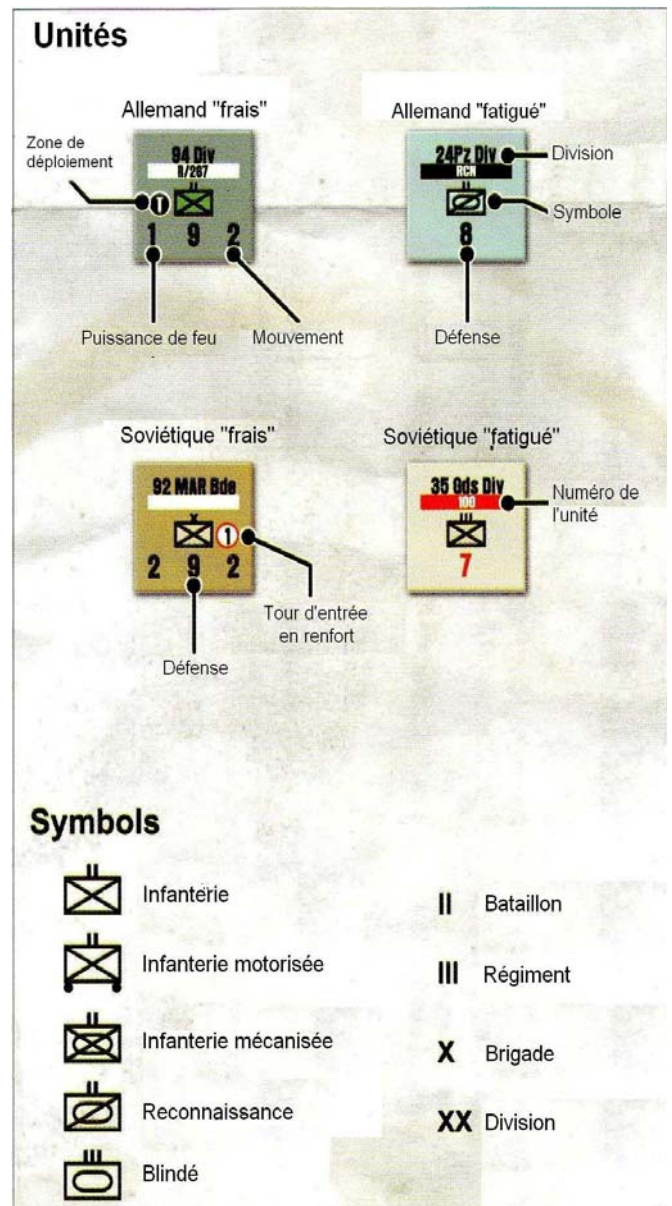 Unités
Allemand "frais"
Allemand "fatigué"
Zone de
déploiement
94 Div
II/267
T
1 9 2
Puissance de feu
Mouvement
24Pz Div
RCN
8
Division
Symbole
Défense
Soviétique "frais"
Soviétique "fatigué"
92 MAR Bde
1
2 9 2
Défense
Tour d'entrée
en renfort
35 Gds Div
100
7
Numéro de
l'unité
Symbols
Infanterie
Infanterie motorisée
Infanterie mécanisée
Reconnaissance
Blindé
II Bataillon
III Régiment
X Brigade
XX Division